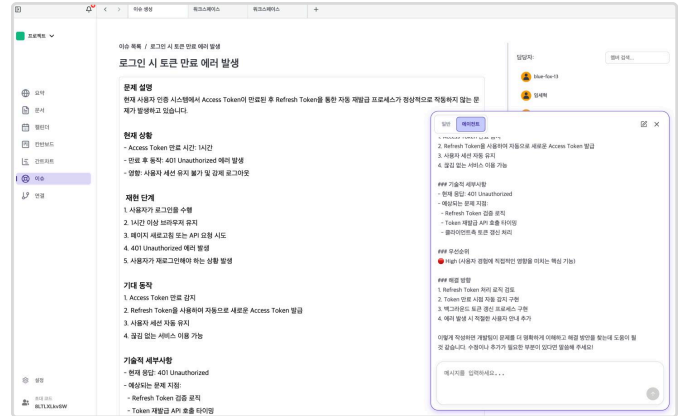 이슈 생성
워크스페이스
워크스페이스
프로젝트
요약
문서
캘린더
칸반보드
간트차트
이슈
연결
설정
초대 코드
8LTLXLkvSW
이슈 목록 / 로그인 시 토큰 만료 에러 발생
로그인 시 토큰 만료 에러 발생
문제 설명
현재 사용자 인증 시스템에서 Access Token이 만료된 후 Refresh Token을 통한 자동 재발급 프로세스가 정상적으로 작동하지 않는 문
제가 발생하고 있습니다.
현재 상황
- Access Token 만료 시간: 1시간
- 만료 후 동작: 401 Unauthorized 에러 발생
- 영향: 사용자 세션 유지 불가 및 강제 로그아웃
재현 단계
1. 사용자가 로그인을 수행
2. 1시간 이상 브라우저 유지
3. 페이지 새로고침 또는 API 요청 시도
4. 401 Unauthorized 에러 발생
5. 사용자가 재로그인해야 하는 상황 발생
기대 동작
1. Access Token 만료 감지
2. Refresh Token을 사용하여 자동으로 새로운 Access Token 발급
3. 사용자 세션 자동 유지
4. 끊김 없는 서비스 이용 가능
기술적 세부사항
- 현재 응답: 401 Unauthorized
- 예상되는 문제 지점:
- Refresh Token 검증 로직
- Token 재발급 API 호출 타이밍
담당자:
멤버 검색...
blue-fox-13
임세혁
일반
에이전트
1. Access Token 만료 감지
2. Refresh Token을 사용하여 자동으로 새로운 Access Token 발급
3. 사용자 세션 자동 유지
4. 끊김 없는 서비스 이용 가능
### 기술적 세부사항
- 현재 응답: 401 Unauthorized
- 예상되는 문제 지점:
- Refresh Token 검증 로직
- Token 재발급 API 호출 타이밍
- 클라이언트측 토큰 갱신 처리
### 우선순위
High (사용자 경험에 직접적인 영향을 미치는 핵심 기능)
### 해결 방향
1. Refresh Token 처리 로직 검토
2. Token 만료 시점 자동 감지 구현
3. 백그라운드 토큰 갱신 프로세스 구현
4. 에러 발생 시 적절한 사용자 안내 추가
이렇게 작성하면 개발팀이 문제를 더 명확하게 이해하고 해결 방안을 찾는데 도움이 될
것 같습니다. 수정이나 추가가 필요한 부분이 있다면 말씀해 주세요!
메시지를 입력하세요...